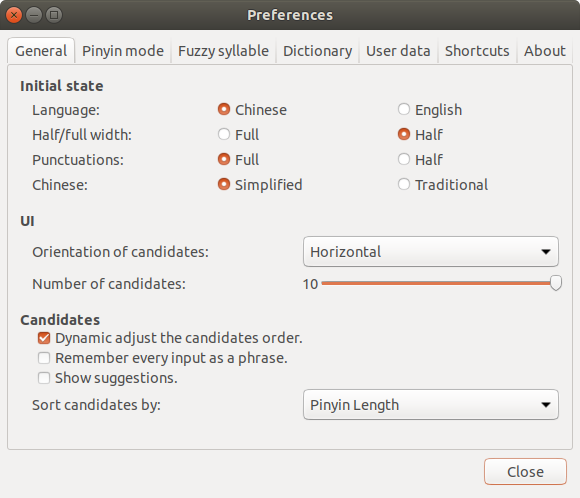 Preferences
General Pinyin mode Fuzzy syllable Dictionary User data Shortcuts About
Initial state
Language: Chinese English
Half/full width: Full Half
Punctuations: Full Half
Chinese: Simplified Traditional
UI
Orientation of candidates: Horizontal
Number of candidates: 10
Candidates
Dynamic adjust the candidates order.
Remember every input as a phrase.
Show suggestions.
Sort candidates by: Pinyin Length
Close